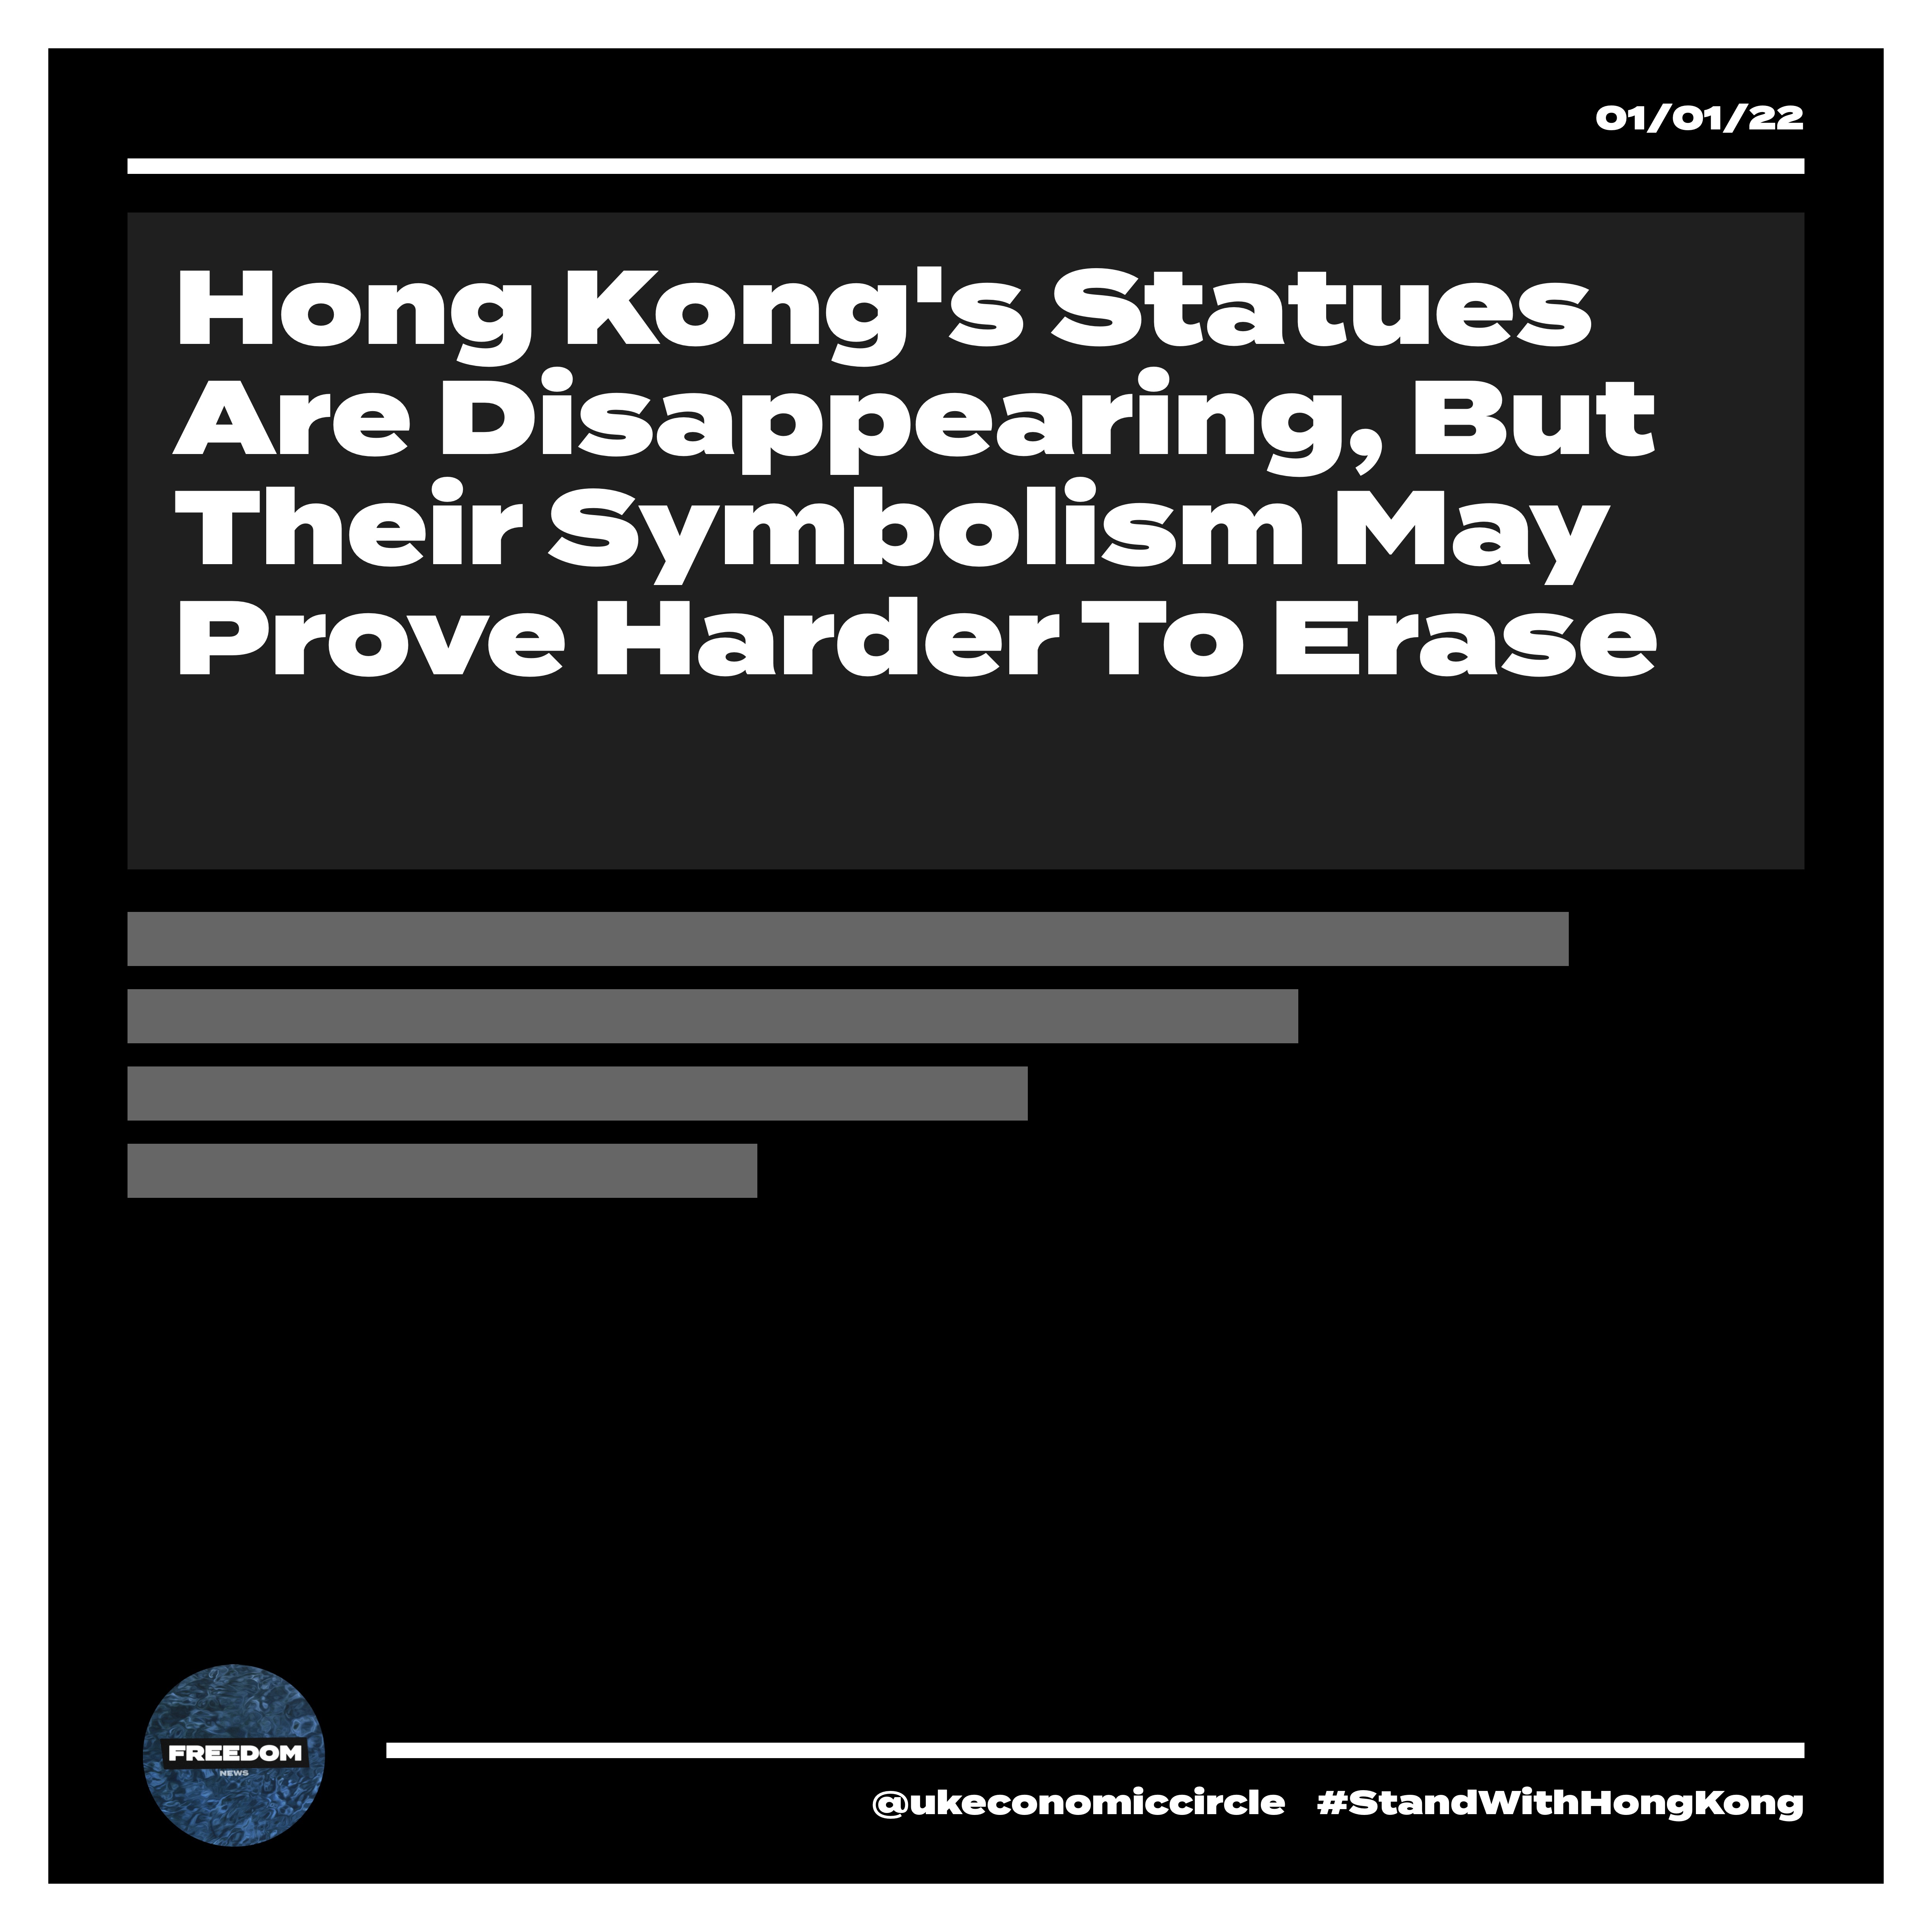 01/01/22
Hong Kong's Statues
Are Disappearing, But
Their Symbolism May
Prove Harder To Erase
FREEDOM
NEWS
@ukeconomiccircle #StandWithHongKong